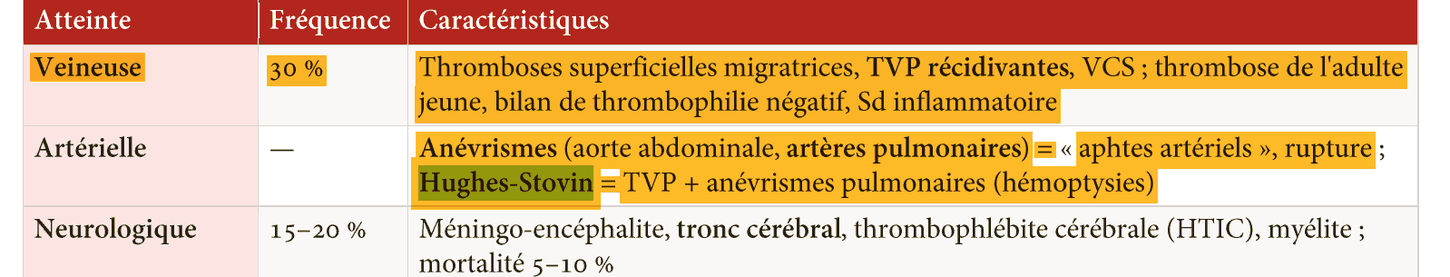 Atteinte Fréquence Caractéristiques
Veineuse 30 % Thromboses superficielles migratrices, TVP récidivantes, VCS ; thrombose de l'adulte
jeune, bilan de thrombophilie négatif, Sd inflammatoire
Artérielle — Anévrismes (aorte abdominale, artères pulmonaires) = « aphtes artériels », rupture ;
Hughes-Stovin = TVP + anévrismes pulmonaires (hémoptysies)
Neurologique 15–20 % Méningo-encéphalite, tronc cérébral, thrombophlébite cérébrale (HTIC), myélite ;
mortalité 5–10 %